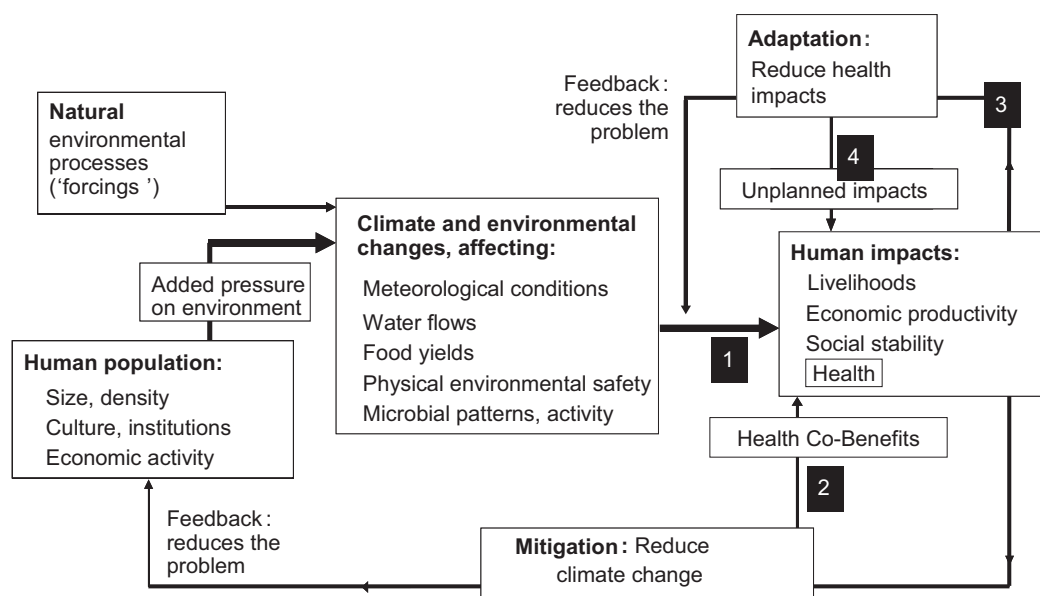 Adaptation:
Reduce health
impacts
3
Feedback:
reduces the
problem
Natural
environmental
processes
(‘forcings ’)
4
Unplanned impacts
Climate and environmental
changes, affecting:
Meteorological conditions
Water flows
Food yields
Physical environmental safety
Microbial patterns, activity
Human impacts:
Livelihoods
Economic productivity
Social stability
Health
Added pressure
on environment
1
Human population:
Size, density
Culture, institutions
Economic activity
Health Co-Benefits
2
Feedback:
reduces the
problem
Mitigation: Reduce
climate change